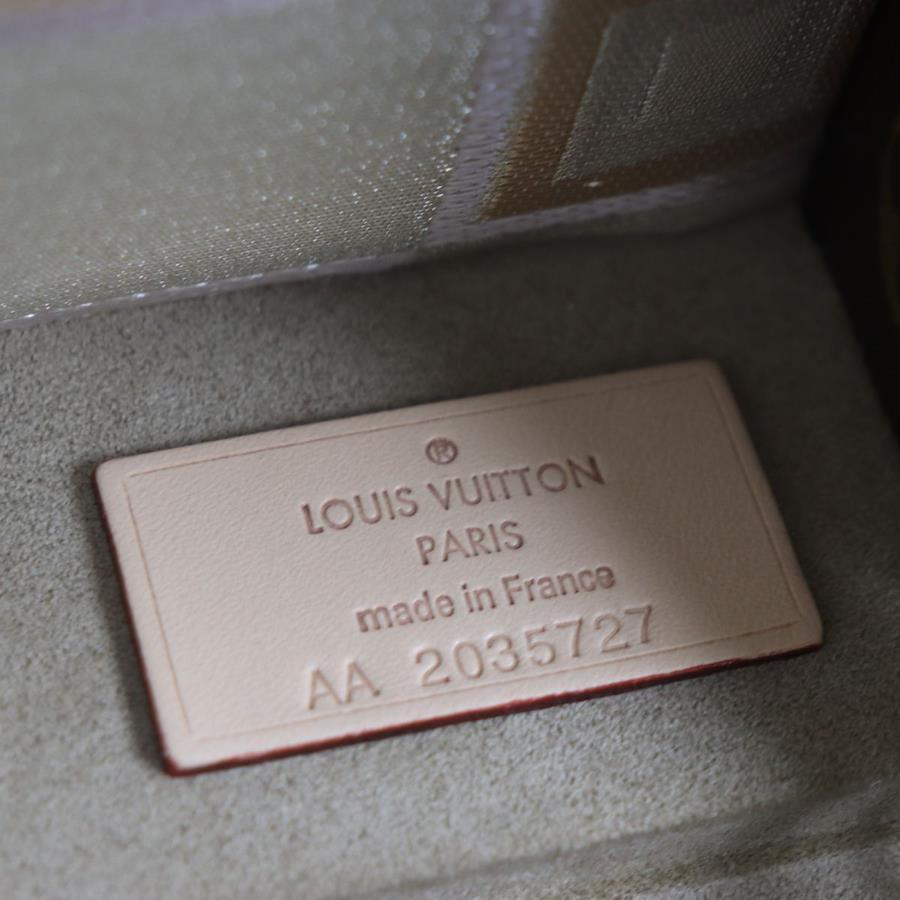 ®
LOUIS VUITTON
PARIS
made in France
AA 2035727